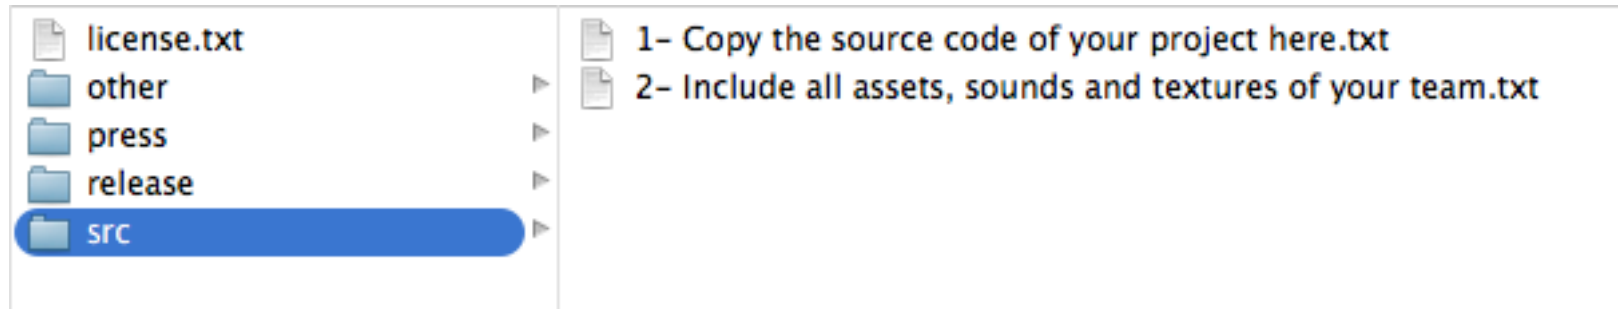 license.txt
other
press
release
src
1- Copy the source code of your project here.txt
2- Include all assets, sounds and textures of your team.txt